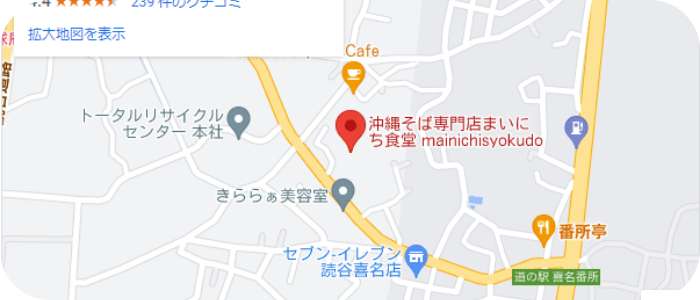 239 件のクチコミ
拡大地図を表示
Cafe
トータルリサイクル
センター 本社
沖縄そば専門店まいに
ち食堂 mainichisyokudo
きららぁ美容室
番所亭
セブン-イレブン
読谷喜名店
道の駅 喜名番所